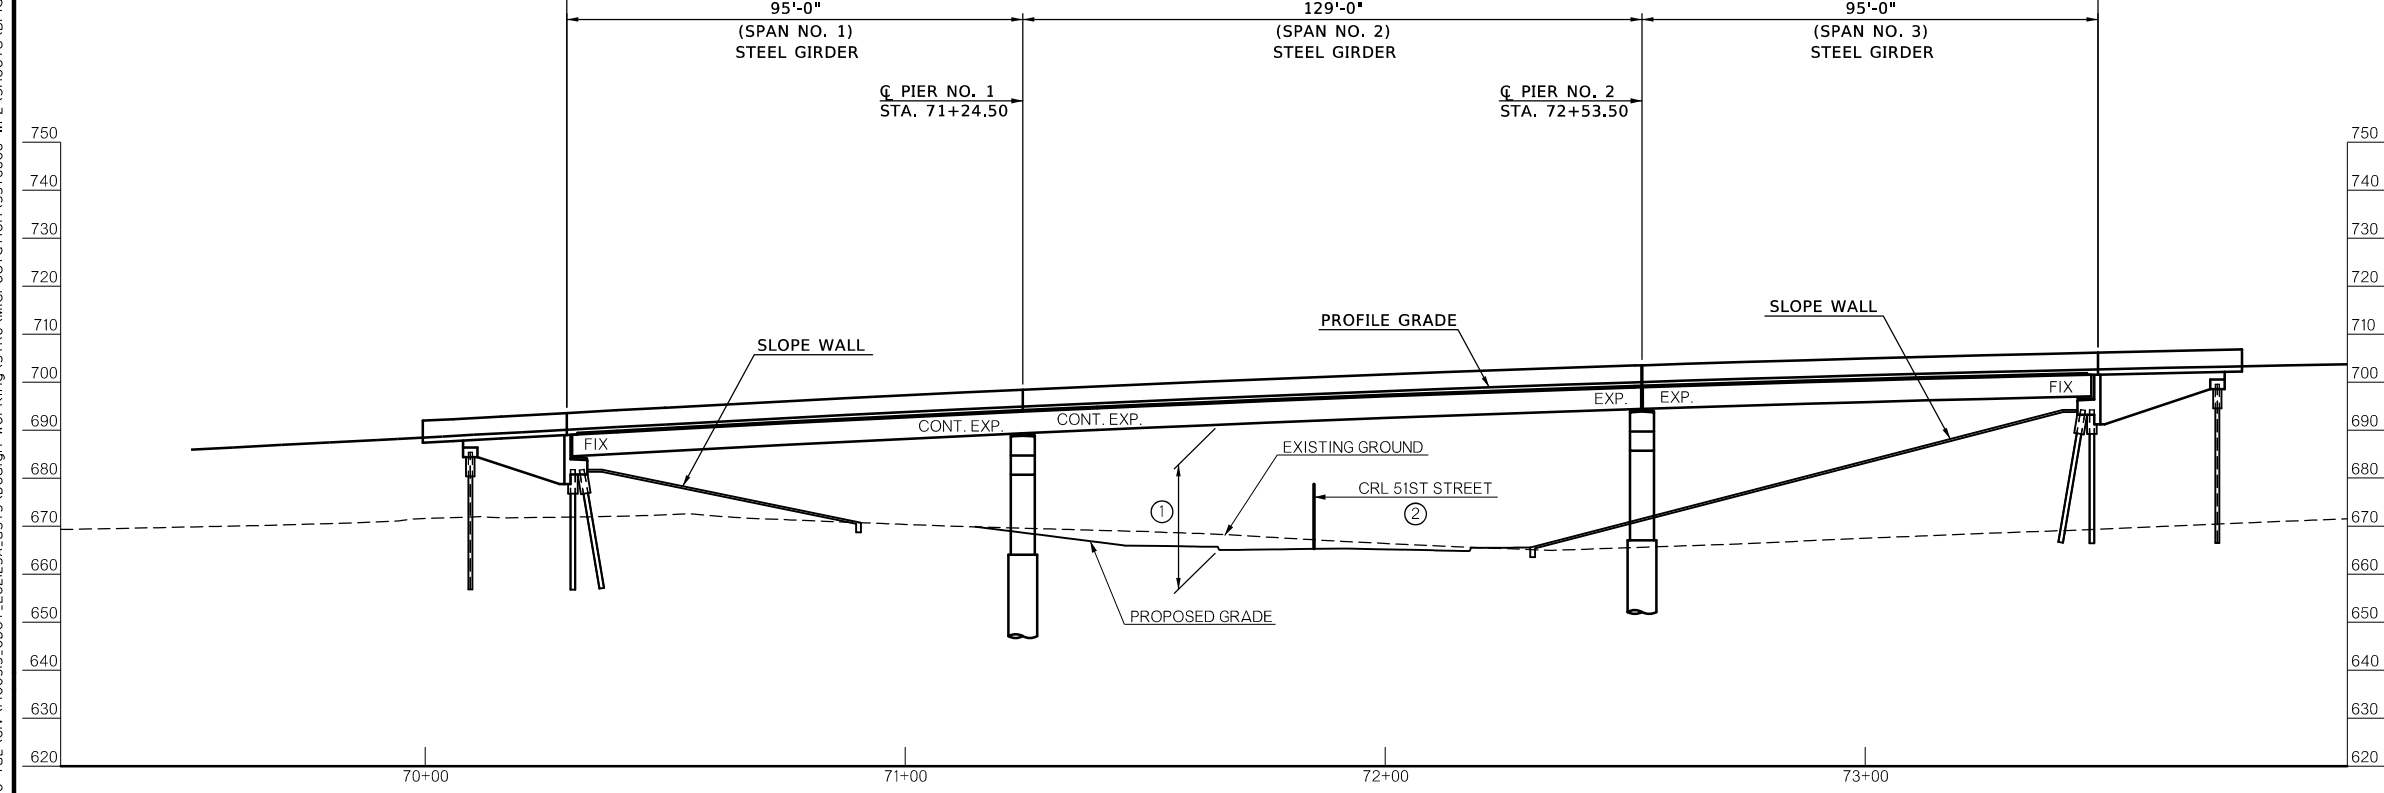 95'-0"
(SPAN NO. 1)
STEEL GIRDER
129'-0"
(SPAN NO. 2)
STEEL GIRDER
95'-0"
(SPAN NO. 3)
STEEL GIRDER
℄ PIER NO. 1
STA. 71+24.50
℄ PIER NO. 2
STA. 72+53.50
750
740
730
720
710
700
690
680
670
660
650
640
630
620
750
740
730
720
710
700
690
680
670
660
650
640
630
620
SLOPE WALL
PROFILE GRADE
SLOPE WALL
FIX
CONT. EXP.
CONT. EXP.
EXP.
EXP.
FIX
EXISTING GROUND
CRL 51ST STREET
1
2
PROPOSED GRADE
70+00
71+00
72+00
73+00